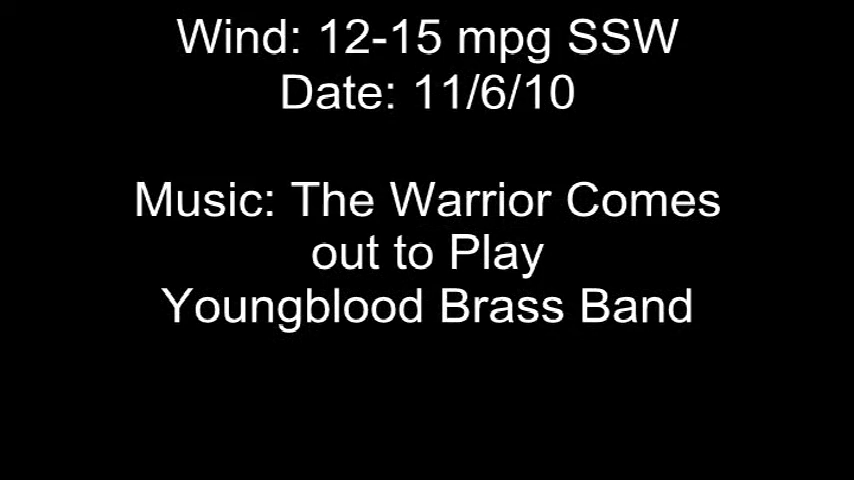 Wind: 12-15 mpg SSW
Date: 11/6/10
Music: The Warrior Comes
out to Play
Youngblood Brass Band